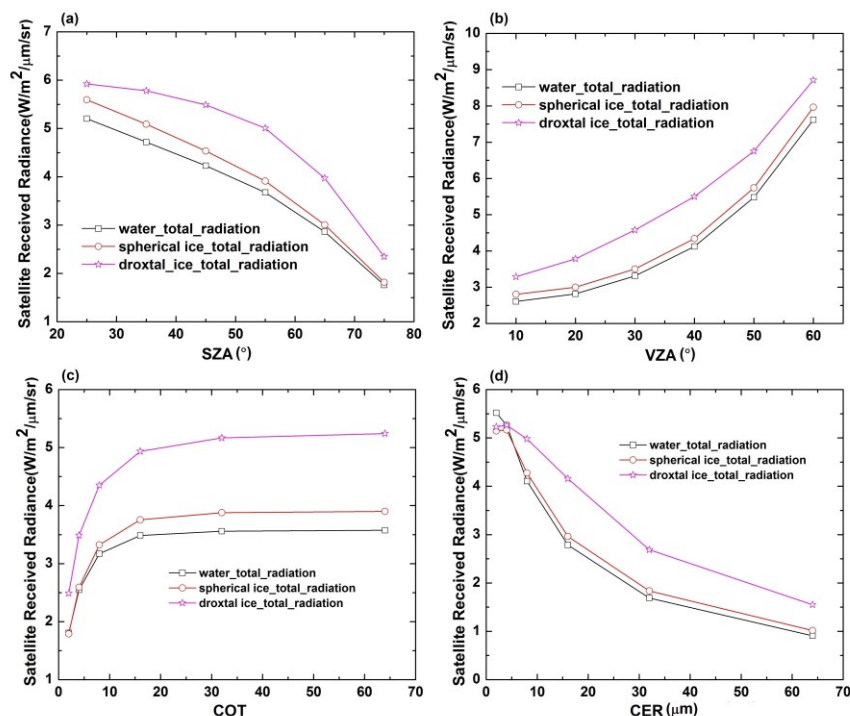 (a)
Satellite Received Radiance(W/m²/μm/sr)
7
6
5
4
3
2
1
water_total_radiation
spherical ice_total_radiation
droxtal_ice_total_radiation
20 30 40 50 60 70 80
SZA (°)
(b)
Satellite Received Radiance(W/m²/μm/sr)
10
9
8
7
6
5
4
3
2
water_total_radiation
spherical ice_total_radiation
droxtal ice_total_radiation
10 20 30 40 50 60
VZA (°)
(c)
Satellite Received Radiance(W/m²/μm/sr)
6
5
4
3
2
1
water_total_radiation
spherical ice_total_radiation
droxtal ice_total_radiation
0 10 20 30 40 50 60 70
COT
(d)
Satellite Received Radiance(W/m²/μm/sr)
6
5
4
3
2
1
0
water_total_radiation
spherical ice_total_radiation
droxtal ice_total_radiation
0 10 20 30 40 50 60 70
CER (μm)